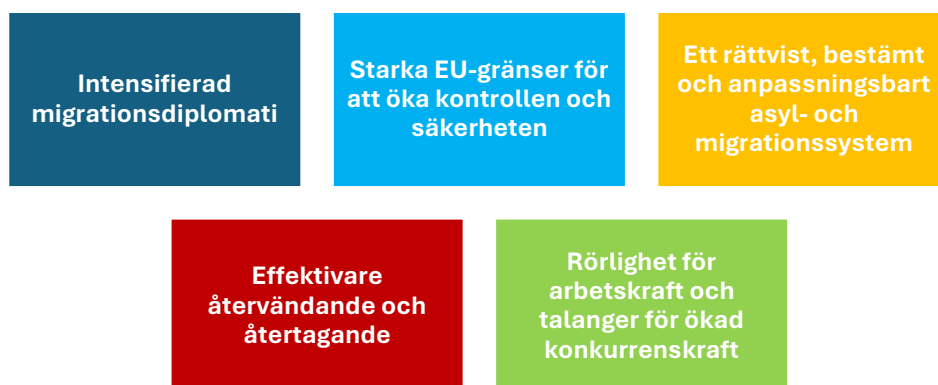 Intensifierad
migrationsdiplomati
Starka EU-gränser för
att öka kontrollen och
säkerheten
Ett rättvist, bestämt
och anpassningsbart
asyl- och
migrationssystem
Effektivare
återvändande och
återtagande
Rörlighet för
arbetskraft och
talanger för ökad
konkurrenskraft